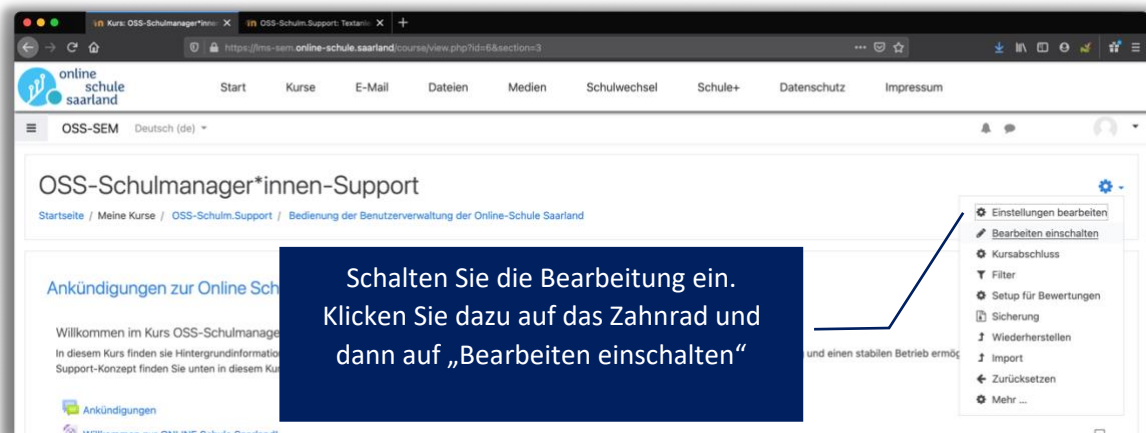 Kurs: OSS-Schulmanager*inne
OSS-Schulm.Support: Textanle
https://lms-sem.online-schule.saarland/course/view.php?id=6&section=3
online
schule
saarland
Start Kurse E-Mail Dateien Medien Schulwechsel Schule+ Datenschutz Impressum
OSS-SEM Deutsch (de)
OSS-Schulmanager*innen-Support
Startseite / Meine Kurse / OSS-Schulm.Support / Bedienung der Benutzerverwaltung der Online-Schule Saarland
Einstellungen bearbeiten
Bearbeiten einschalten
Kursabschluss
Filter
Setup für Bewertungen
Sicherung
Wiederherstellen
Import
Zurücksetzen
Mehr ...
Ankündigungen zur Online Sch
Schalten Sie die Bearbeitung ein.
Klicken Sie dazu auf das Zahnrad und
dann auf „Bearbeiten einschalten“
Willkommen im Kurs OSS-Schulmanage
In diesem Kurs finden sie Hintergrundinformatio und einen stabilen Betrieb ermög
Support-Konzept finden Sie unten in diesem Kur
Ankündigungen